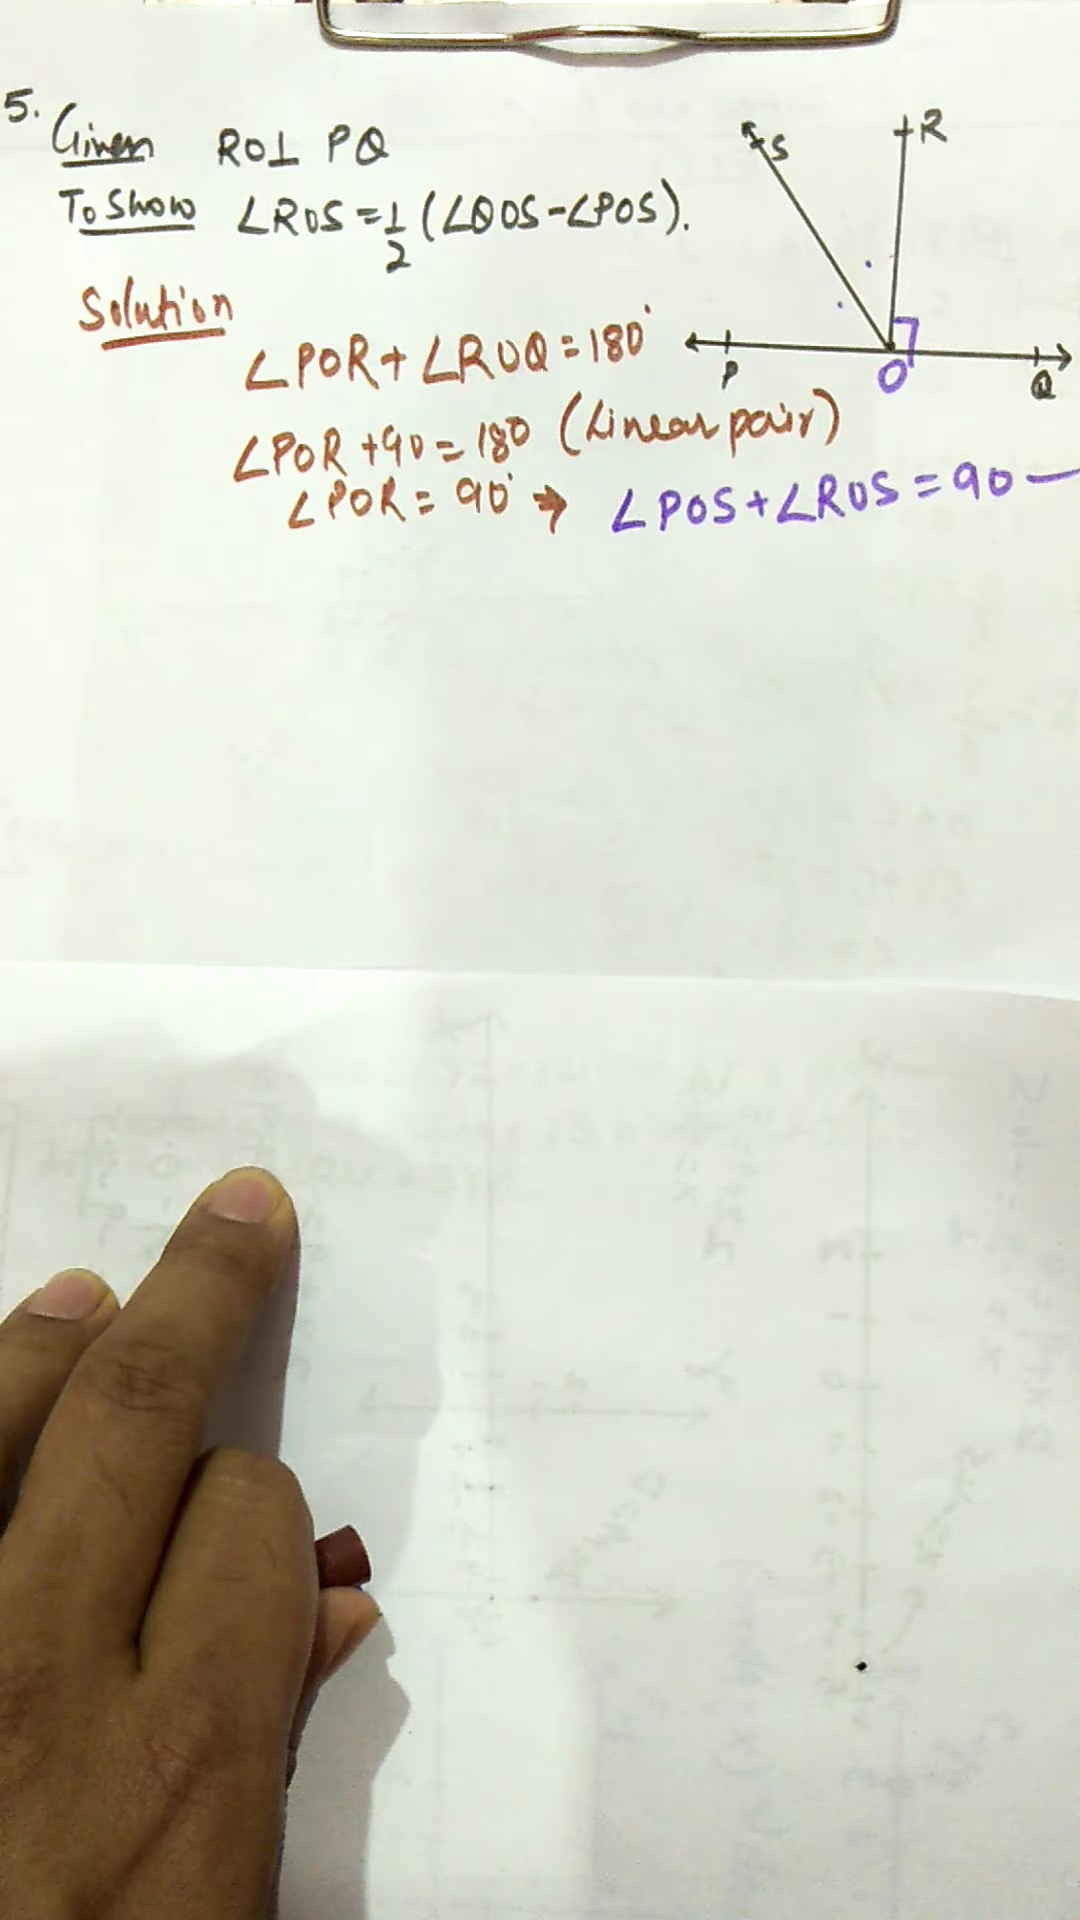 5. Given RO⊥ PQ
To Show ∠ROS = 1/2 (∠QOS-∠POS).
Solution
∠POR + ∠ROQ = 180°
∠POR + 90 = 180 (Linear pair)
∠POR = 90° → ∠POS + ∠ROS = 90 —
S
R
P
O
Q